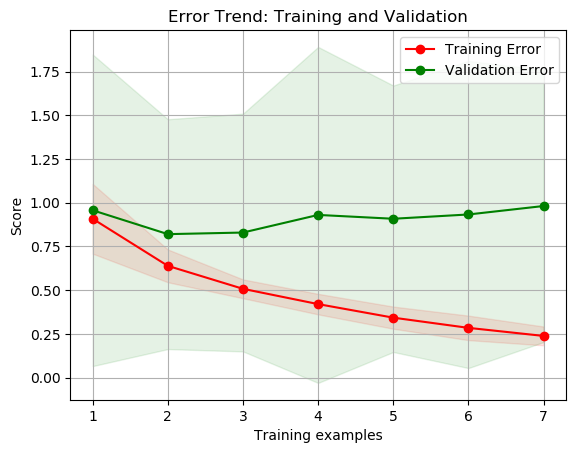 Error Trend: Training and Validation
Training Error
Validation Error
1.75
1.50
1.25
1.00
0.75
0.50
0.25
0.00
Score
1 2 3 4 5 6 7
Training examples